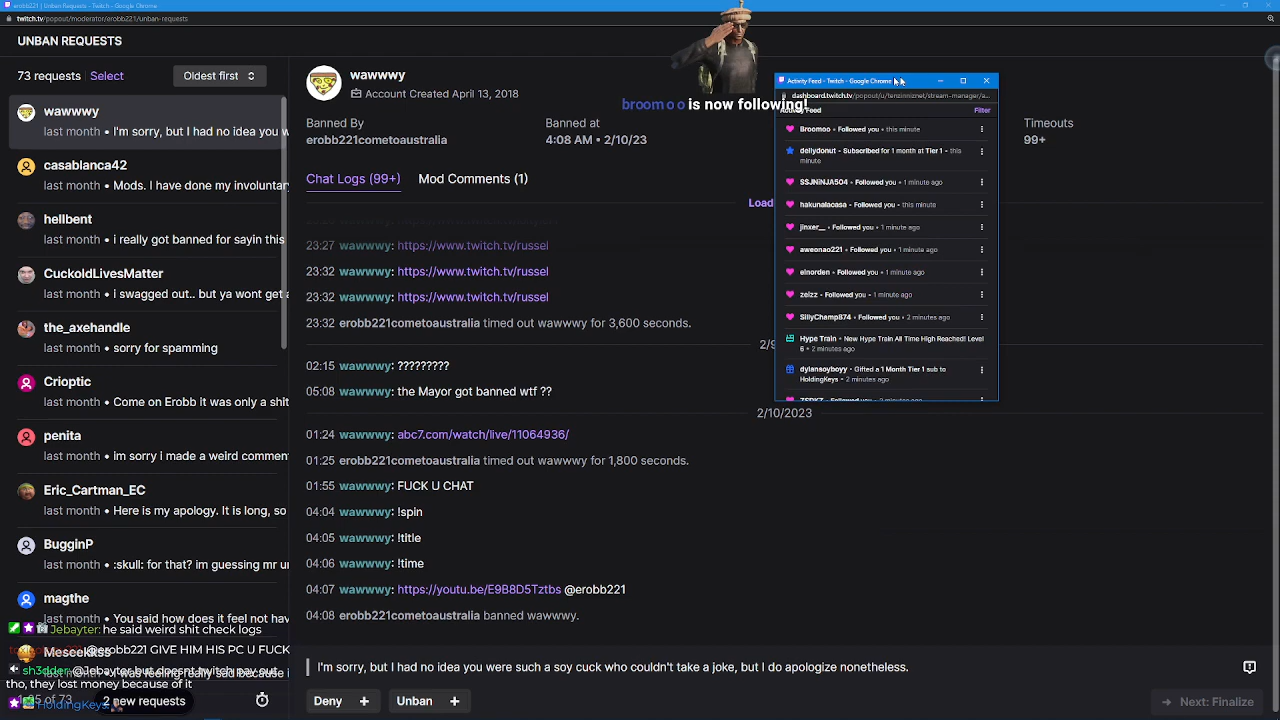 erobb221 | Unban Requests - Twitch - Google Chrome
twitch.tv/popout/moderator/erobb221/unban-requests
UNBAN REQUESTS
73 requests Select Oldest first
wawwwy
I'm sorry, but I had no idea you w
casablanca42
last month • Mods. I have done my involuntar
hellbent
last month • i really got banned for sayin this
CuckoldLivesMatter
last month • i swagged out.. but ya wont get
the_axehandle
last month • sorry for spamming
Crioptic
last month • Come on Erobb it was only a shit
penita
last month • im sorry i made a weird comment
Eric_Cartman_EC
last month • Here is my apology. It is long, so
BugginP
last month • :skull: for that? im guessing mr u
magthe
last month • You said how does it feel not hav
Jebayter: he said weird shit check logs
MeseekISS
@erobb221 GIVE HIM HIS PC U FUCK
sh3dder: @Jebayter but doesnt twitch pay out
tho, they lost money because of it
2 new requests
HoldingKeys
wawwwy
Account Created April 13, 2018
Banned By
erobb221cometoaustralia
Banned at
4:08 AM • 2/10/23
Timeouts
99+
Chat Logs (99+) Mod Comments (1)
Load
23:27 wawwwy: https://www.twitch.tv/russel
23:32 wawwwy: https://www.twitch.tv/russel
23:32 wawwwy: https://www.twitch.tv/russel
23:32 erobb221cometoaustralia timed out wawwwy for 3,600 seconds.
2/9
02:15 wawwwy: ?????????
05:08 wawwwy: the Mayor got banned wtf ??
2/10/2023
01:24 wawwwy: abc7.com/watch/live/11064936/
01:25 erobb221cometoaustralia timed out wawwwy for 1,800 seconds.
01:55 wawwwy: FUCK U CHAT
04:04 wawwwy: !spin
04:05 wawwwy: !title
04:06 wawwwy: !time
04:07 wawwwy: https://youtu.be/E9B8D5Tztbs @erobb221
04:08 erobb221cometoaustralia banned wawwwy.
I'm sorry, but I had no idea you were such a soy cuck who couldn't take a joke, but I do apologize nonetheless.
Deny + Unban +
Next: Finalize
broomoo is now following!
Activity Feed - Twitch - Google Chrome
dashboard.twitch.tv/popout/u/tenzinniznet/stream-manager/a...
Activity Feed Filter
Broomoo • Followed you • this minute
dellydonut • Subscribed for 1 month at Tier 1 • this
minute
SSJNiNJA504 • Followed you • 1 minute ago
hakunalacasa • Followed you • this minute
jinxer__ • Followed you • 1 minute ago
aweonao221 • Followed you • 1 minute ago
elnorden • Followed you • 1 minute ago
zeizz • Followed you • 1 minute ago
SillyChamp874 • Followed you • 2 minutes ago
Hype Train • New Hype Train All Time High Reached! Level
6 • 2 minutes ago
dylansoyboyy • Gifted a 1 Month Tier 1 sub to
HoldingKeys • 2 minutes ago